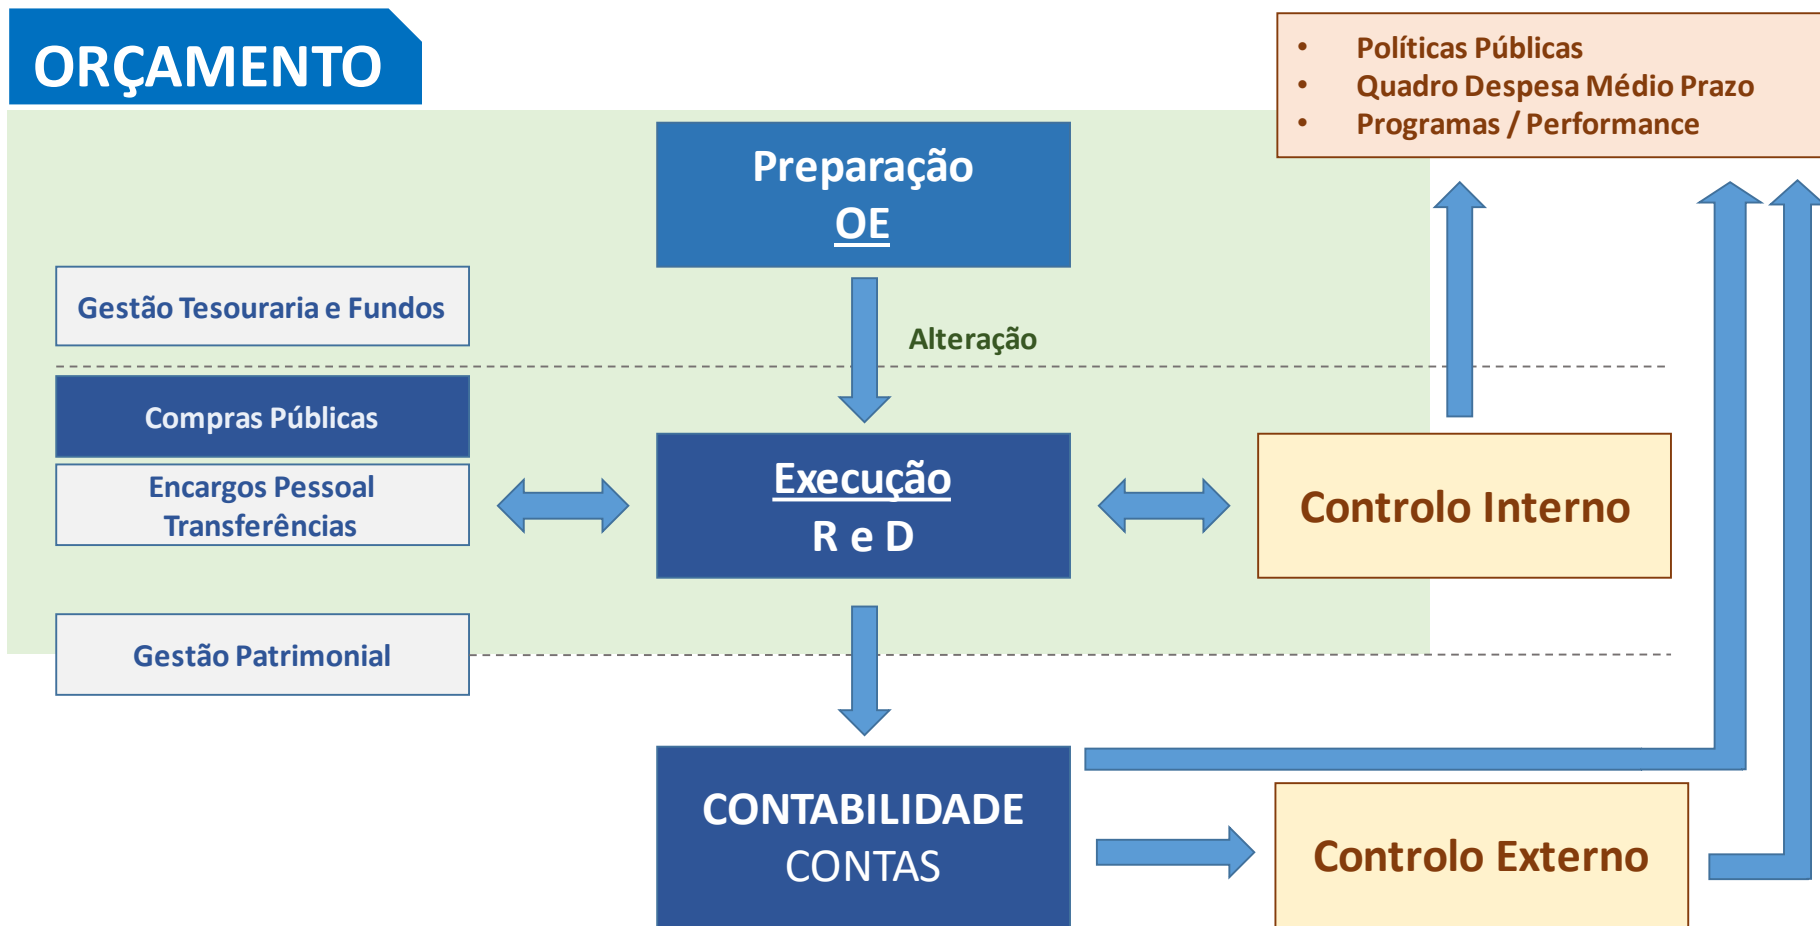 ORÇAMENTO
• Políticas Públicas
• Quadro Despesa Médio Prazo
• Programas / Performance
Preparação
OE
Gestão Tesouraria e Fundos
Alteração
Compras Públicas
Encargos Pessoal
Transferências
Execução
R e D
Controlo Interno
Gestão Patrimonial
CONTABILIDADE
CONTAS
Controlo Externo